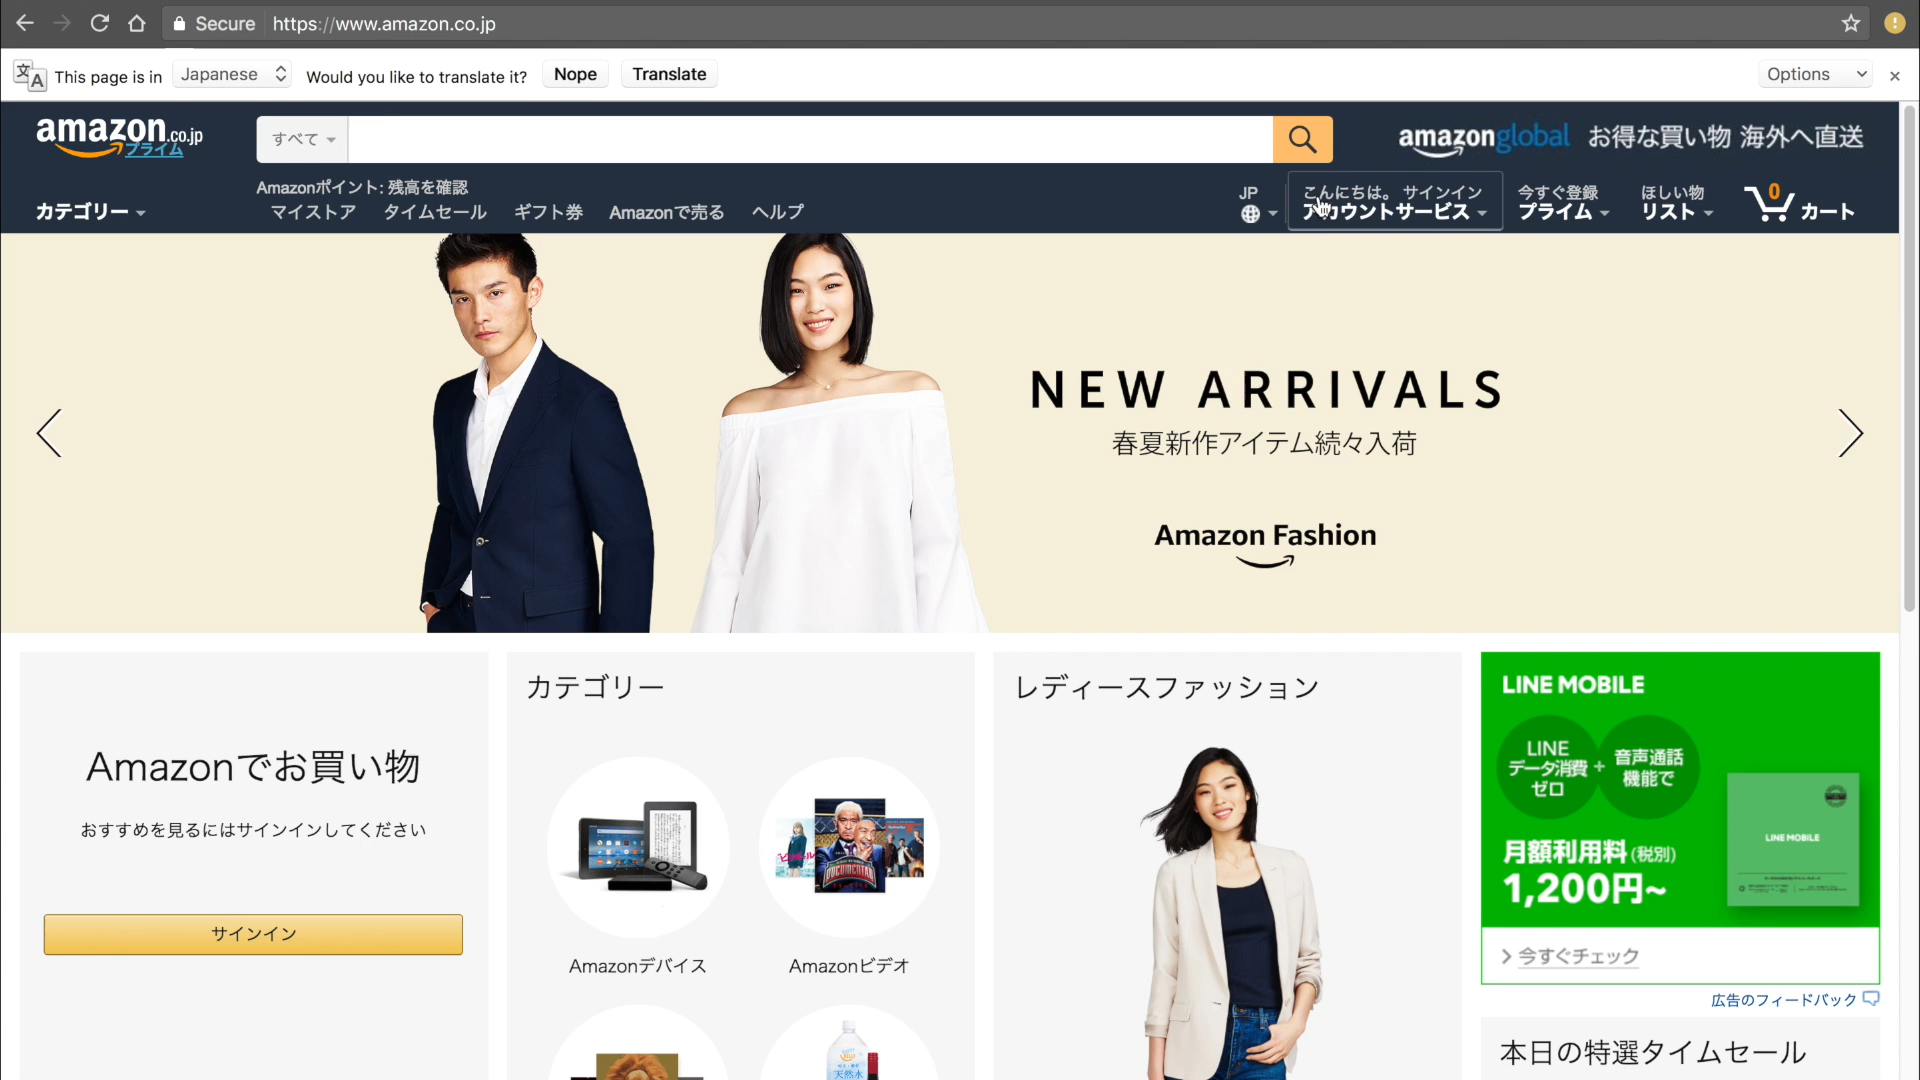 Secure https://www.amazon.co.jp
This page is in Japanese Would you like to translate it? Nope Translate Options
amazon.co.jp
プライム
すべて
amazonglobal お得な買い物 海外へ直送
Amazonポイント: 残高を確認
カテゴリー マイストア タイムセール ギフト券 Amazonで売る ヘルプ
JP
こんにちは。 サインイン
アカウントサービス
今すぐ登録
プライム
ほしい物
リスト
0
カート
NEW ARRIVALS
春夏新作アイテム続々入荷
Amazon Fashion
Amazonでお買い物
おすすめを見るにはサインインしてください
サインイン
カテゴリー
Amazonデバイス
Amazonビデオ
DOCUMENTAL
天然水
レディースファッション
LINE MOBILE
LINE
データ消費
ゼロ
+
音声通話
機能で
月額利用料(税別)
1,200円~
LINE MOBILE
今すぐチェック
広告のフィードバック
本日の特選タイムセール